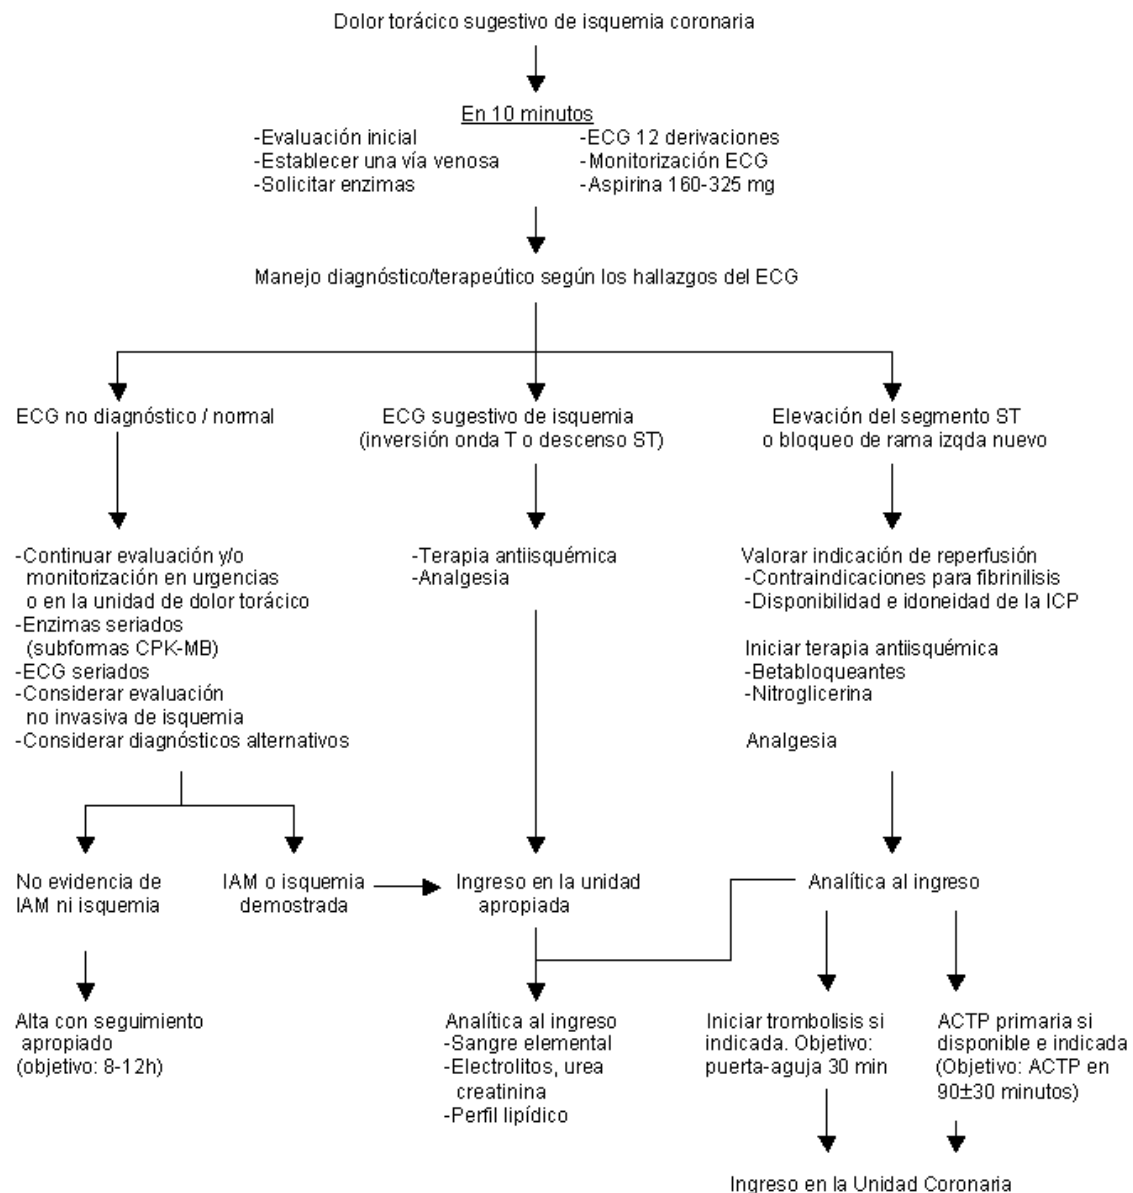 Dolor torácico sugestivo de isquemia coronaria
En 10 minutos
-Evaluación inicial
-Establecer una vía venosa
-Solicitar enzimas
-ECG 12 derivaciones
-Monitorización ECG
-Aspirina 160-325 mg
Manejo diagnóstico/terapeútico según los hallazgos del ECG
ECG no diagnóstico / normal
ECG sugestivo de isquemia
(inversión onda T o descenso ST)
Elevación del segmento ST
o bloqueo de rama izqda nuevo
-Continuar evaluación y/o
monitorización en urgencias
o en la unidad de dolor torácico
-Enzimas seriados
(subformas CPK-MB)
-ECG seriados
-Considerar evaluación
no invasiva de isquemia
-Considerar diagnósticos alternativos
-Terapia antiisquémica
-Analgesia
Valorar indicación de reperfusión
-Contraindicaciones para fibrinilisis
-Disponibilidad e idoneidad de la ICP
Iniciar terapia antiisquémica
-Betabloqueantes
-Nitroglicerina
Analgesia
No evidencia de
IAM ni isquemia
IAM o isquemia
demostrada
Ingreso en la unidad
apropiada
Analítica al ingreso
Alta con seguimiento
apropiado
(objetivo: 8-12h)
Analítica al ingreso
-Sangre elemental
-Electrolitos, urea
creatinina
-Perfil lipídico
Iniciar trombolisis si
indicada. Objetivo:
puerta-aguja 30 min
ACTP primaria si
disponible e indicada
(Objetivo: ACTP en
90±30 minutos)
Ingreso en la Unidad Coronaria